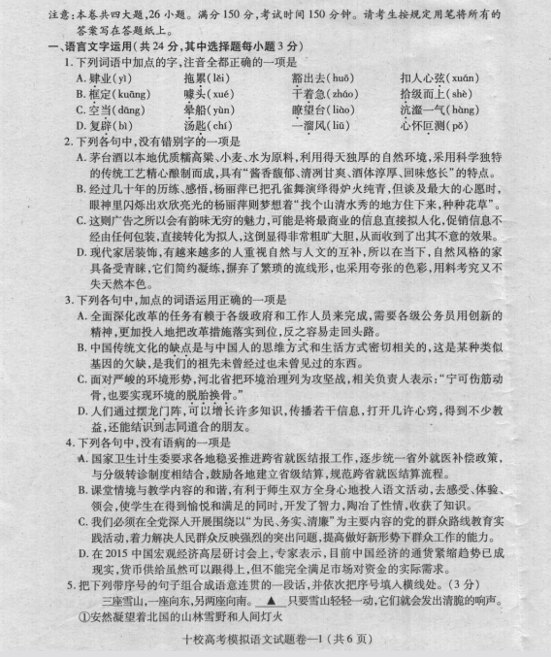 注意:本卷共四大题,26 小题。满分 150 分,考试时间 150 分钟。请考生按规定用笔将所有的
答案写在答题纸上。
一、语言文字运用(共 24 分,其中选择题每小题 3 分)
1. 下列词语中加点的字,注音全都正确的一项是
A. 肄业(yì) 拖累(lěi) 豁出去(huō) 扣人心弦(xuán)
B. 框定(kuāng) 噱头(xué) 干着急(zháo) 拾级而上(shè)
C. 空当(dāng) 晕船(yùn) 瞭望台(liào) 沆瀣一气(hàng)
D. 复辟(bì) 汤匙(chí) 一溜风(liū) 心怀叵测(pǒ)
2. 下列各句中,没有错别字的一项是
A. 茅台酒以本地优质糯高粱、小麦、水为原料,利用得天独厚的自然环境,采用科学独特
的传统工艺精心酿制而成,具有“酱香馥郁、清冽甘爽、酒体淳厚、回味悠长”的特点。
B. 经过几十年的历练、感悟,杨丽萍已把孔雀舞演绎得炉火纯青,但谈及最大的心愿时,
眼神里闪烁出欢欣亮光的杨丽萍则梦想着“找个山清水秀的地方住下来,种种花草”。
C. 这则广告之所以会有韵味无穷的魅力,可能是将最商业的信息直接拟人化,促销信息不
经由任何包装,直接转化为拟人,这倒显得非常粗旷大胆,从而收到了出其不意的效果。
D. 现代家居装饰,有越来越多的人重视自然与人文的互补,所以在当下,自然风格的家
具备受青睐,它们简约凝练,摒弃了繁琐的流线形,也采用夸张的色彩,用料考究又不
失天然本色。
3. 下列各句中,加点的词语运用正确的一项是
A. 全面深化改革的任务有赖于各级政府和工作人员来完成,需要各级公务员用创新的
精神,更加投入地把改革措施落实到位,反之容易走回头路。
B. 中国传统文化的缺点是与中国人的思维方式和生活方式密切相关的,这是某种类似
基因的欠缺,是我们的祖先未曾经过也未曾见过的东西。
C. 面对严峻的环境形势,河北省把环境治理列为攻坚战,相关负责人表示:“宁可伤筋动
骨,也要实现环境的脱胎换骨。”
D. 人们通过摆龙门阵,可以增长许多知识,传播若干信息,打开几许心窍,得到不少教
益,还能结识到志同道合的朋友。
4. 下列各句中,没有语病的一项是
A. 国家卫生计生委要求各地稳妥推进跨省就医结报工作,逐步统一省外就医补偿政策,
与分级转诊制度相结合,鼓励各地建立省级结算,规范跨省就医结算流程。
B. 课堂情境与教学内容的和谐,有利于师生双方全身心地投入语文活动,去感受、体验、
领会,使学生在得到愉悦和满足的同时,开发了智力,陶冶了性情,收获了知识。
C. 我们必须在全党深入开展围绕以“为民、务实、清廉”为主要内容的党的群众路线教育实
践活动,着力解决人民群众反映强烈的突出问题,提高做好新形势下群众工作的能力。
D. 在 2015 中国宏观经济高层研讨会上,专家表示,目前中国经济的通货紧缩趋势已成
现实,货币供给虽然可以跟得上,但不能完全满足市场对资金的实际需求。
5. 把下列带序号的句子组合成语意连贯的一段话,并依次把序号填入横线处。(3 分)
三座雪山,一座向东,另两座向南。 ▲ 只要雪山轻轻一动,它们就会发出清脆的响声。
①安然凝望着北国的山林雪野和人间灯火
十校高考模拟语文试题卷—1(共 6 页)